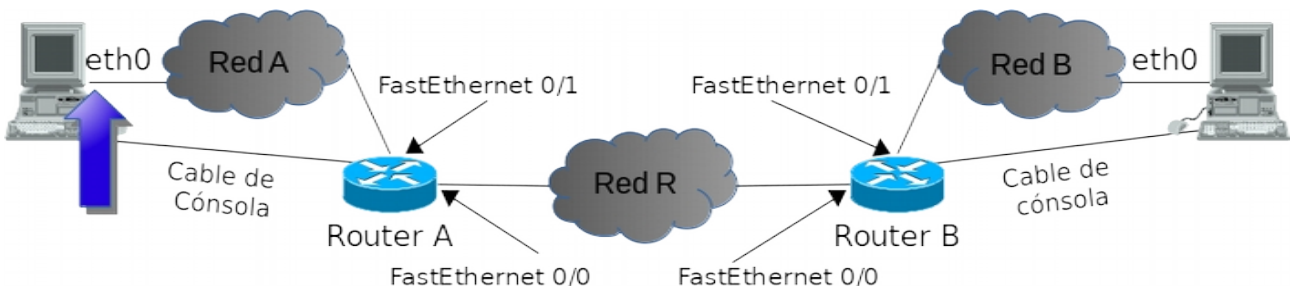 eth0
Red A
FastEthernet 0/1
FastEthernet 0/1
Red B
eth0
Cable de
Cónsola
Red R
Cable de
cónsola
Router A
Router B
FastEthernet 0/0
FastEthernet 0/0